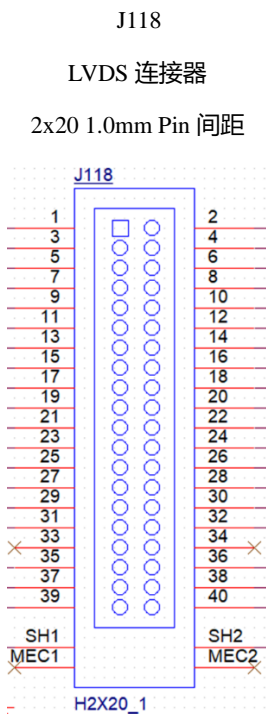 J118
LVDS 连接器
2x20 1.0mm Pin 间距
J118
1 2
3 4
5 6
7 8
9 10
11 12
13 14
15 16
17 18
19 20
21 22
23 24
25 26
27 28
29 30
31 32
33 34
35 36
37 38
39 40
SH1 SH2
MEC1 MEC2
H2X20_1